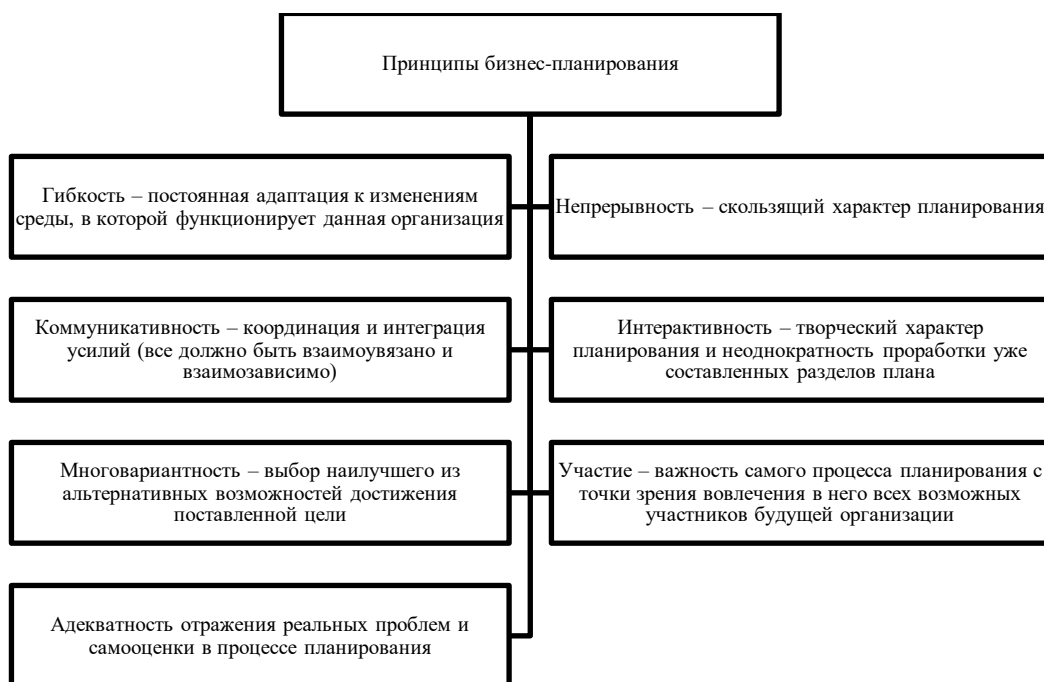 Принципы бизнес-планирования
Гибкость – постоянная адаптация к изменениям
среды, в которой функционирует данная организация
Непрерывность – скользящий характер планирования
Коммуникативность – координация и интеграция
усилий (все должно быть взаимоувязано и
взаимозависимо)
Интерактивность – творческий характер
планирования и неоднократность проработки уже
составленных разделов плана
Многовариантность – выбор наилучшего из
альтернативных возможностей достижения
поставленной цели
Участие – важность самого процесса планирования с
точки зрения вовлечения в него всех возможных
участников будущей организации
Адекватность отражения реальных проблем и
самооценки в процессе планирования